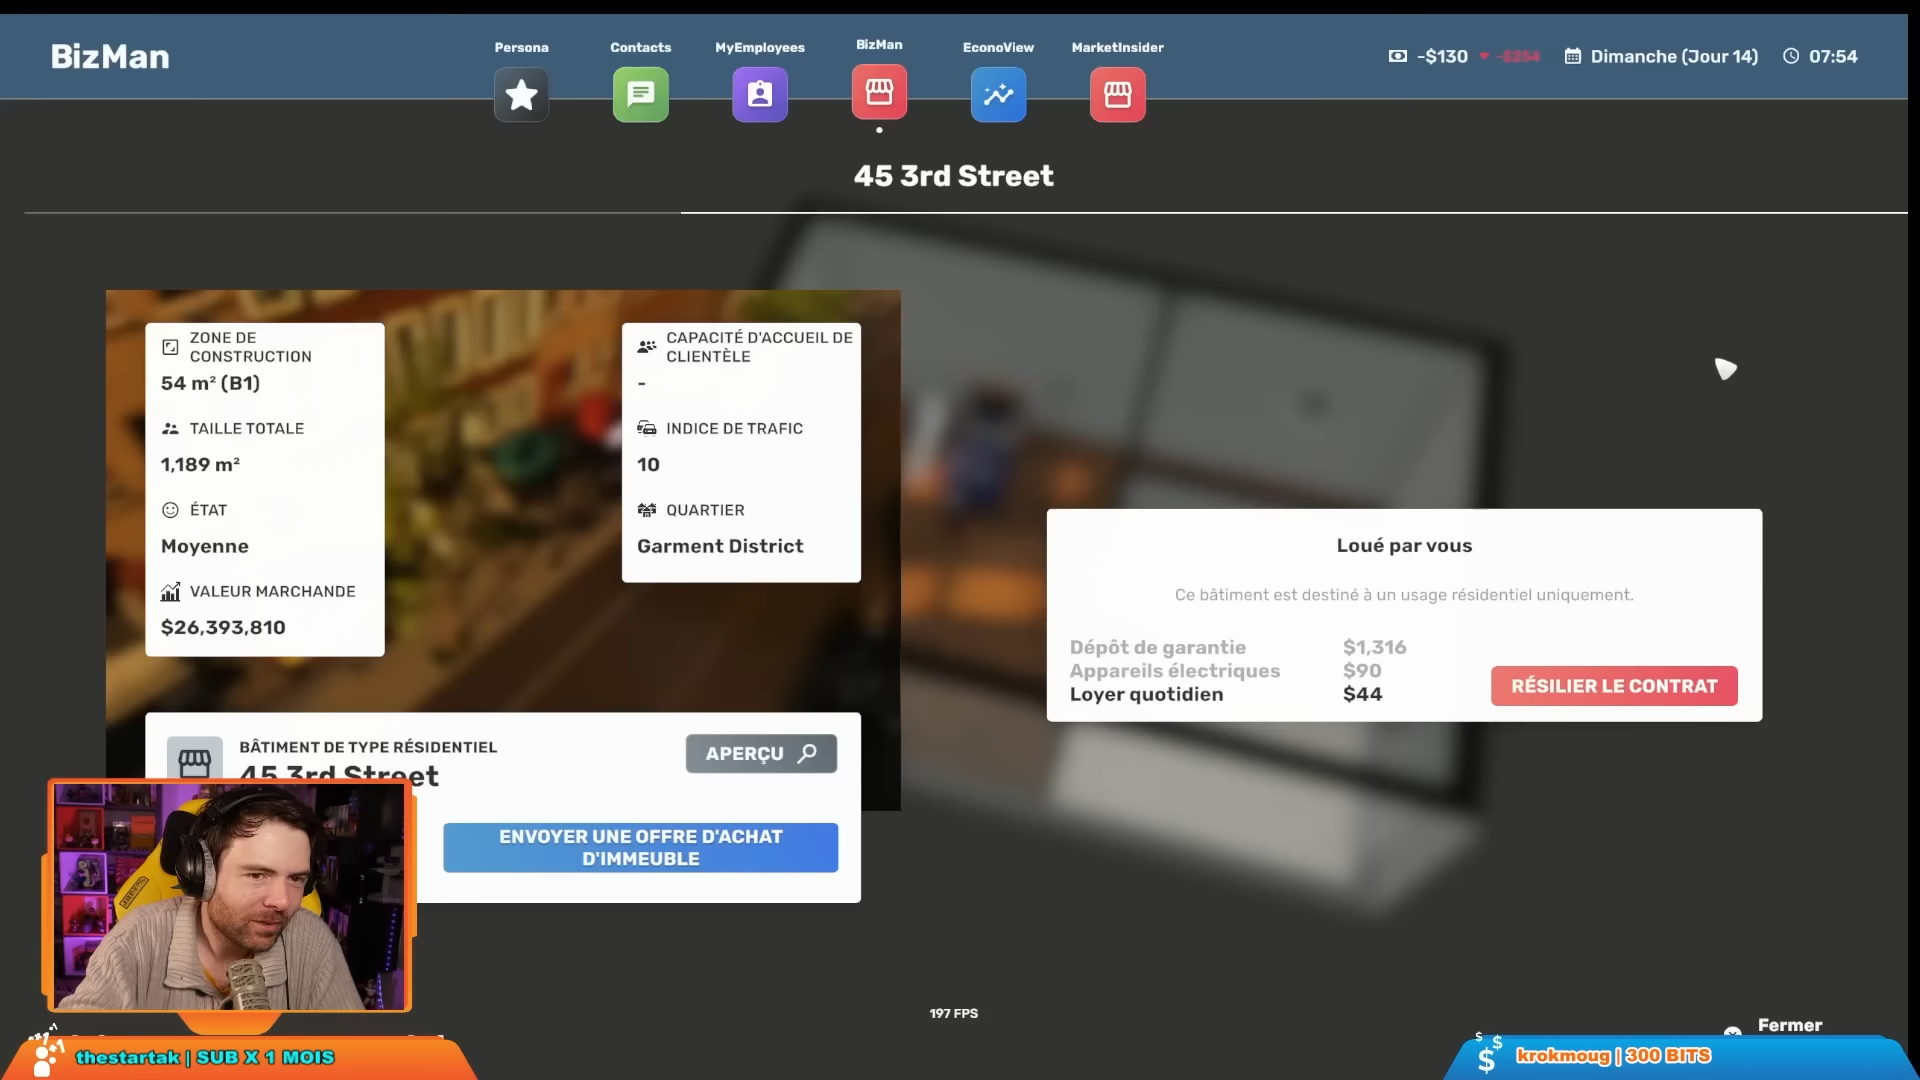 BizMan
Persona
Contacts
MyEmployees
BizMan
EconoView
MarketInsider
-$130 -$254
Dimanche (Jour 14)
07:54
45 3rd Street
ZONE DE
CONSTRUCTION
54 m² (B1)
TAILLE TOTALE
1,189 m²
ÉTAT
Moyenne
VALEUR MARCHANDE
$26,393,810
CAPACITÉ D'ACCUEIL DE
CLIENTÈLE
-
INDICE DE TRAFIC
10
QUARTIER
Garment District
BÂTIMENT DE TYPE RÉSIDENTIEL
45 3rd Street
APERÇU
ENVOYER UNE OFFRE D'ACHAT
D'IMMEUBLE
Loué par vous
Ce bâtiment est destiné à un usage résidentiel uniquement.
Dépôt de garantie $1,316
Appareils électriques $90
Loyer quotidien $44
RÉSILIER LE CONTRAT
197 FPS
Fermer
thestartak | SUB X 1 MOIS
krokmoug | 300 BITS